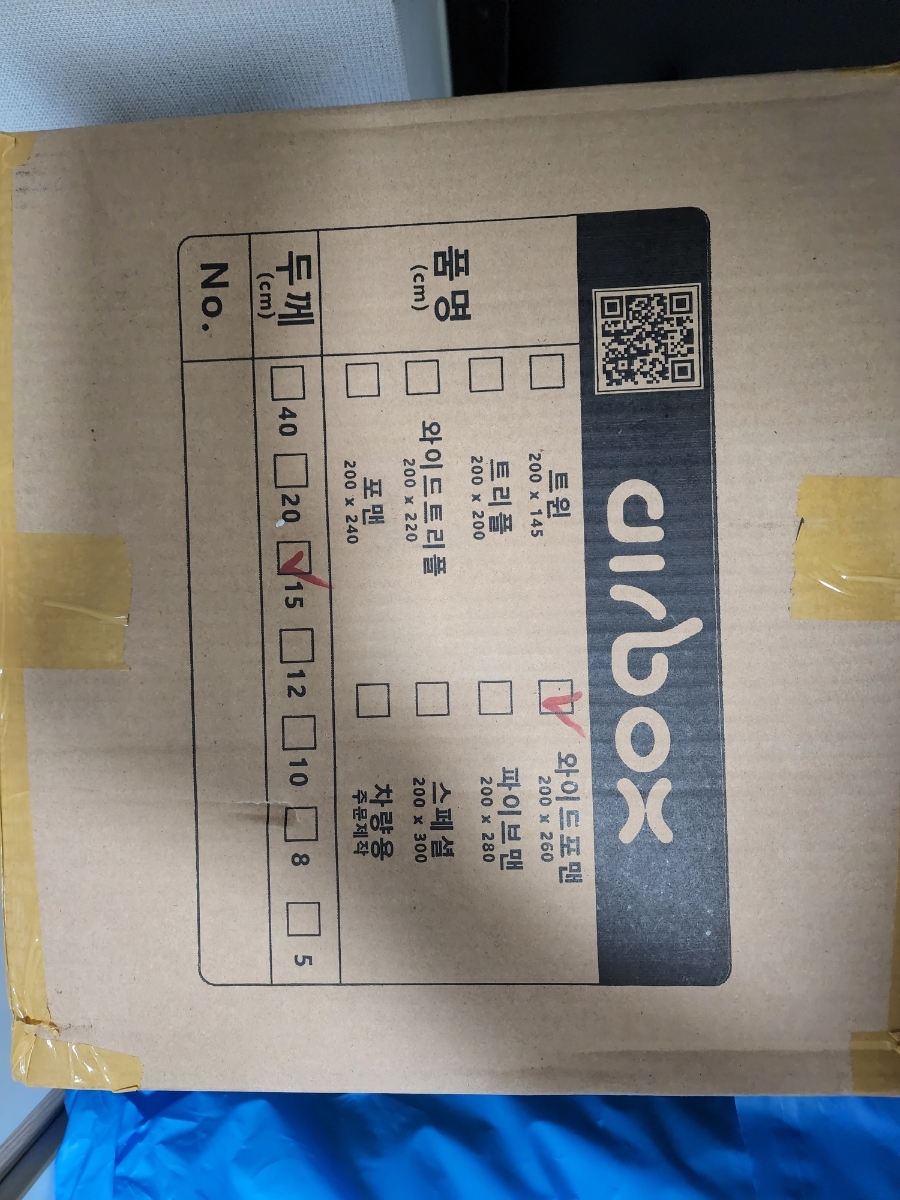 airbox
품명
(cm)
트윈
200 x 145
와이드포맨
200 x 260
트리플
200 x 200
파이브맨
200 x 280
와이드트리플
200 x 220
스페셜
200 x 300
포맨
200 x 240
차량용
주문제작
두께
(cm)
40 20 15 12 10 8 5
No.